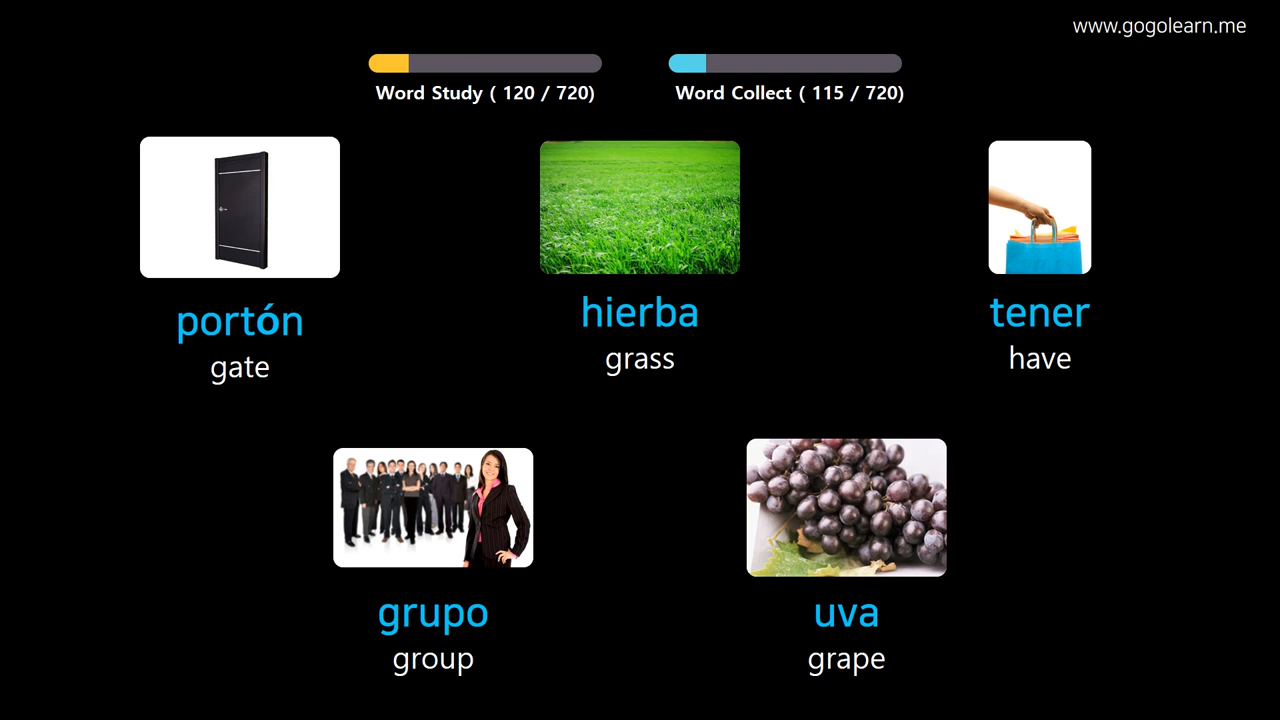 www.gogolearn.me
Word Study ( 120 / 720)
Word Collect ( 115 / 720)
portón
gate
hierba
grass
tener
have
grupo
group
uva
grape